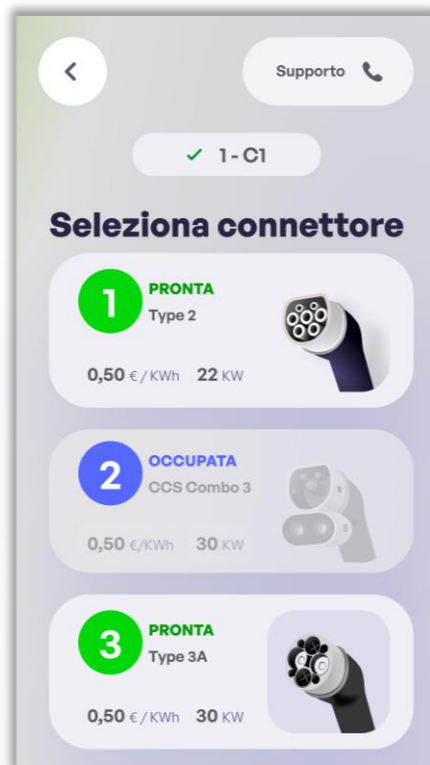 Supporto
1 - C1
Seleziona connettore
1
PRONTA
Type 2
0,50 €/KWh 22 KW
2
OCCUPATA
CCS Combo 3
0,50 €/KWh 30 KW
3
PRONTA
Type 3A
0,50 €/KWh 30 KW